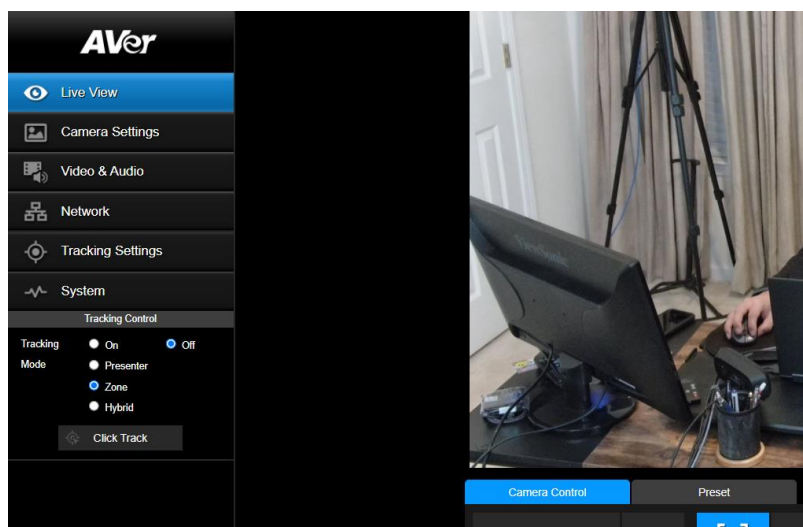 AVer
Live View
Camera Settings
Video & Audio
Network
Tracking Settings
System
Tracking Control
Tracking On Off
Mode Presenter
Zone
Hybrid
Click Track
ViewSonic
Camera Control Preset